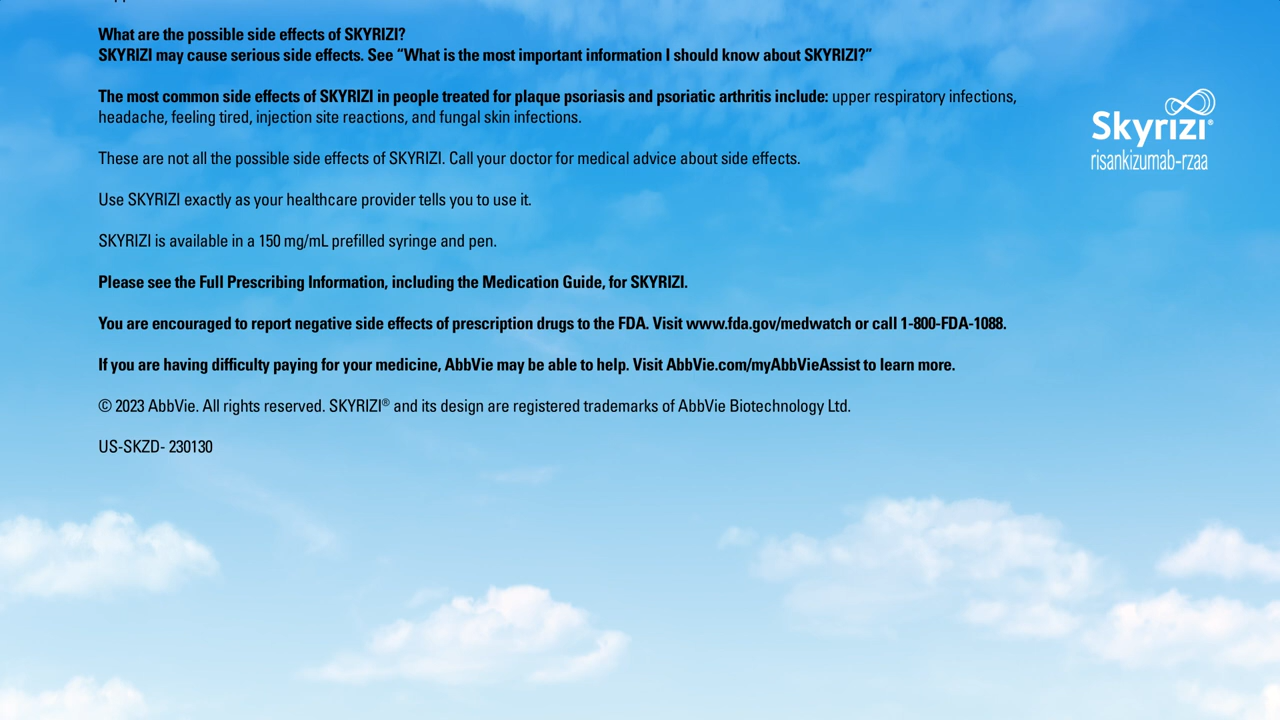 What are the possible side effects of SKYRIZI?
SKYRIZI may cause serious side effects. See “What is the most important information I should know about SKYRIZI?”
The most common side effects of SKYRIZI in people treated for plaque psoriasis and psoriatic arthritis include: upper respiratory infections,
headache, feeling tired, injection site reactions, and fungal skin infections.
Skyrizi®
risankizumab-rzaa
These are not all the possible side effects of SKYRIZI. Call your doctor for medical advice about side effects.
Use SKYRIZI exactly as your healthcare provider tells you to use it.
SKYRIZI is available in a 150 mg/mL prefilled syringe and pen.
Please see the Full Prescribing Information, including the Medication Guide, for SKYRIZI.
You are encouraged to report negative side effects of prescription drugs to the FDA. Visit www.fda.gov/medwatch or call 1-800-FDA-1088.
If you are having difficulty paying for your medicine, AbbVie may be able to help. Visit AbbVie.com/myAbbVieAssist to learn more.
© 2023 AbbVie. All rights reserved. SKYRIZI® and its design are registered trademarks of AbbVie Biotechnology Ltd.
US-SKZD- 230130